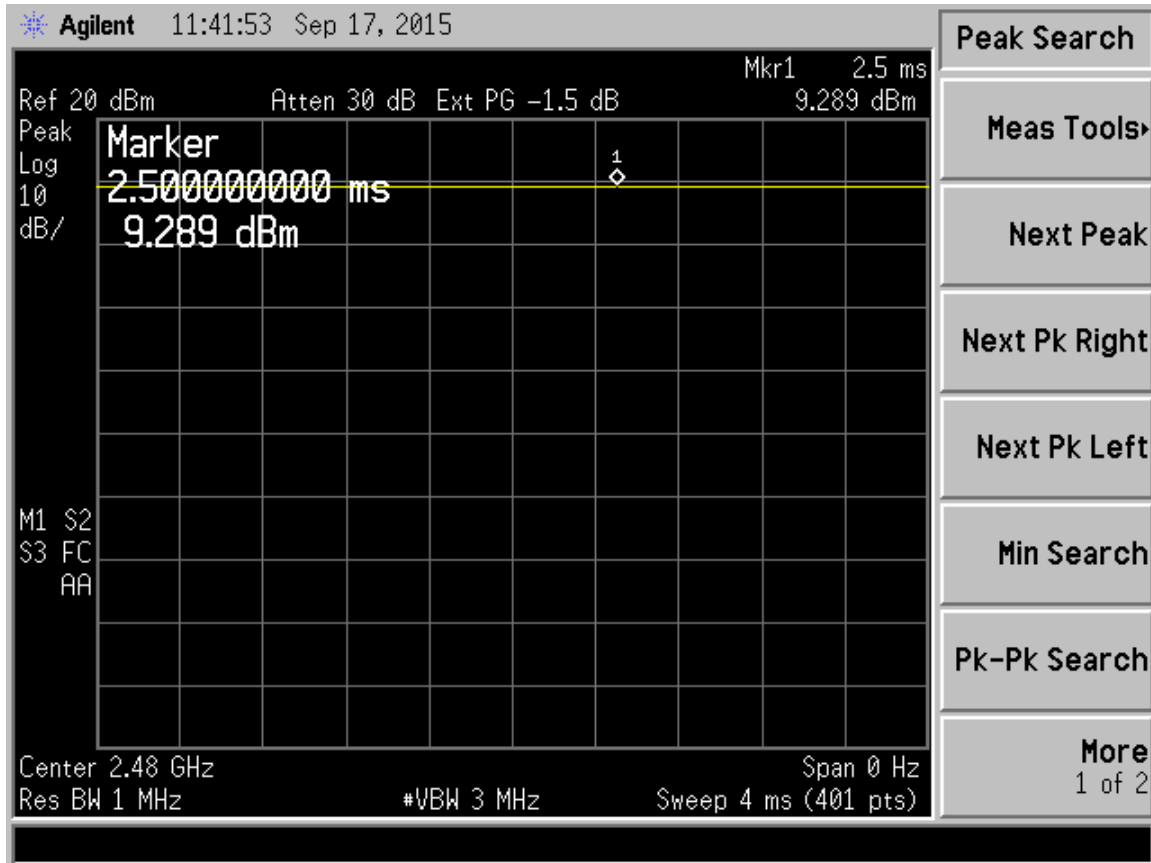 Agilent 11:41:53 Sep 17, 2015
Peak Search
Mkr1 2.5 ms
Ref 20 dBm Atten 30 dB Ext PG -1.5 dB 9.289 dBm
Peak
Log
10
dB/
Marker
2.500000000 ms
9.289 dBm
1
M1 S2
S3 FC
AA
Center 2.48 GHz Span 0 Hz
Res BW 1 MHz #VBW 3 MHz Sweep 4 ms (401 pts)
Meas Tools
Next Peak
Next Pk Right
Next Pk Left
Min Search
Pk-Pk Search
More
1 of 2